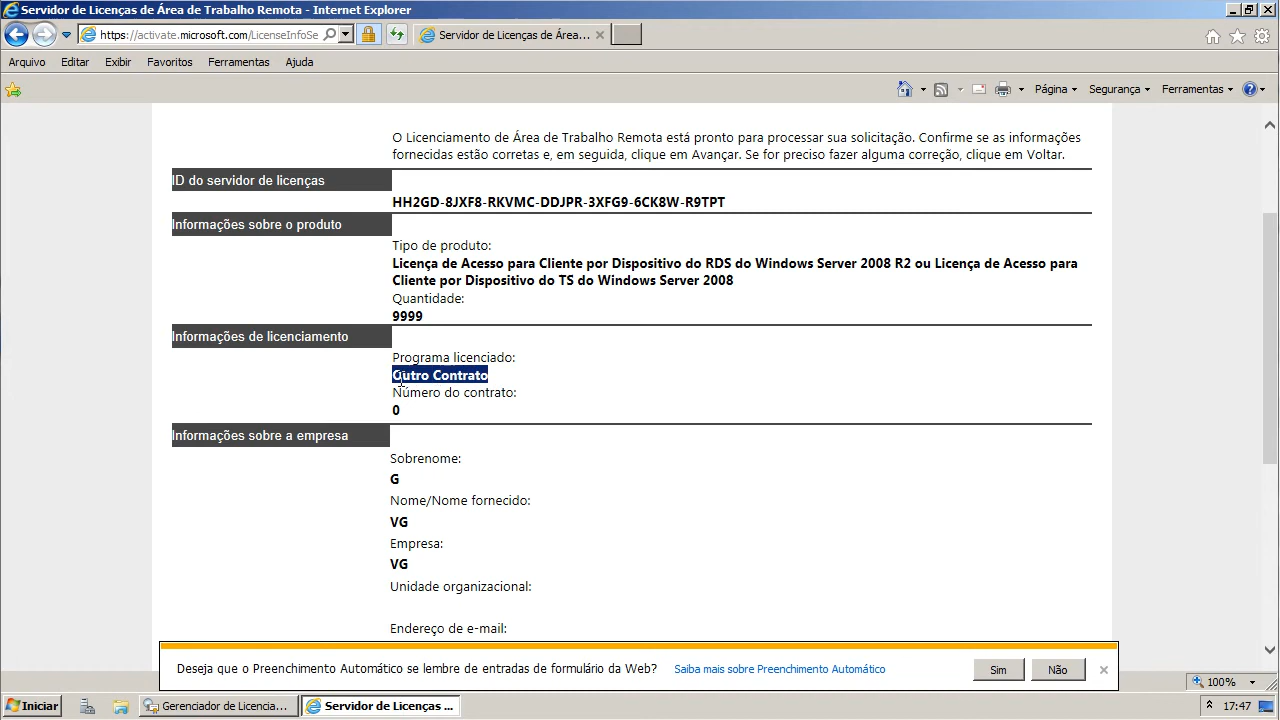 Servidor de Licenças de Área de Trabalho Remota - Internet Explorer
https://activate.microsoft.com/LicenseInfoSe
Servidor de Licenças de Área...
Arquivo Editar Exibir Favoritos Ferramentas Ajuda
Página Segurança Ferramentas
O Licenciamento de Área de Trabalho Remota está pronto para processar sua solicitação. Confirme se as informações
fornecidas estão corretas e, em seguida, clique em Avançar. Se for preciso fazer alguma correção, clique em Voltar.
ID do servidor de licenças
HH2GD-8JXF8-RKVMC-DDJPR-3XFG9-6CK8W-R9TPT
Informações sobre o produto
Tipo de produto:
Licença de Acesso para Cliente por Dispositivo do RDS do Windows Server 2008 R2 ou Licença de Acesso para
Cliente por Dispositivo do TS do Windows Server 2008
Quantidade:
9999
Informações de licenciamento
Programa licenciado:
Outro Contrato
Número do contrato:
0
Informações sobre a empresa
Sobrenome:
G
Nome/Nome fornecido:
VG
Empresa:
VG
Unidade organizacional:
Endereço de e-mail:
Deseja que o Preenchimento Automático se lembre de entradas de formulário da Web? Saiba mais sobre Preenchimento Automático Sim Não
100%
Iniciar Gerenciador de Licencia... Servidor de Licenças ... 17:47